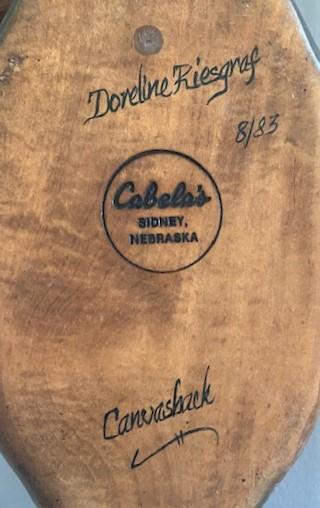 Doreline Riesgraf
8/83
Cabela's
SIDNEY,
NEBRASKA
Canvasback